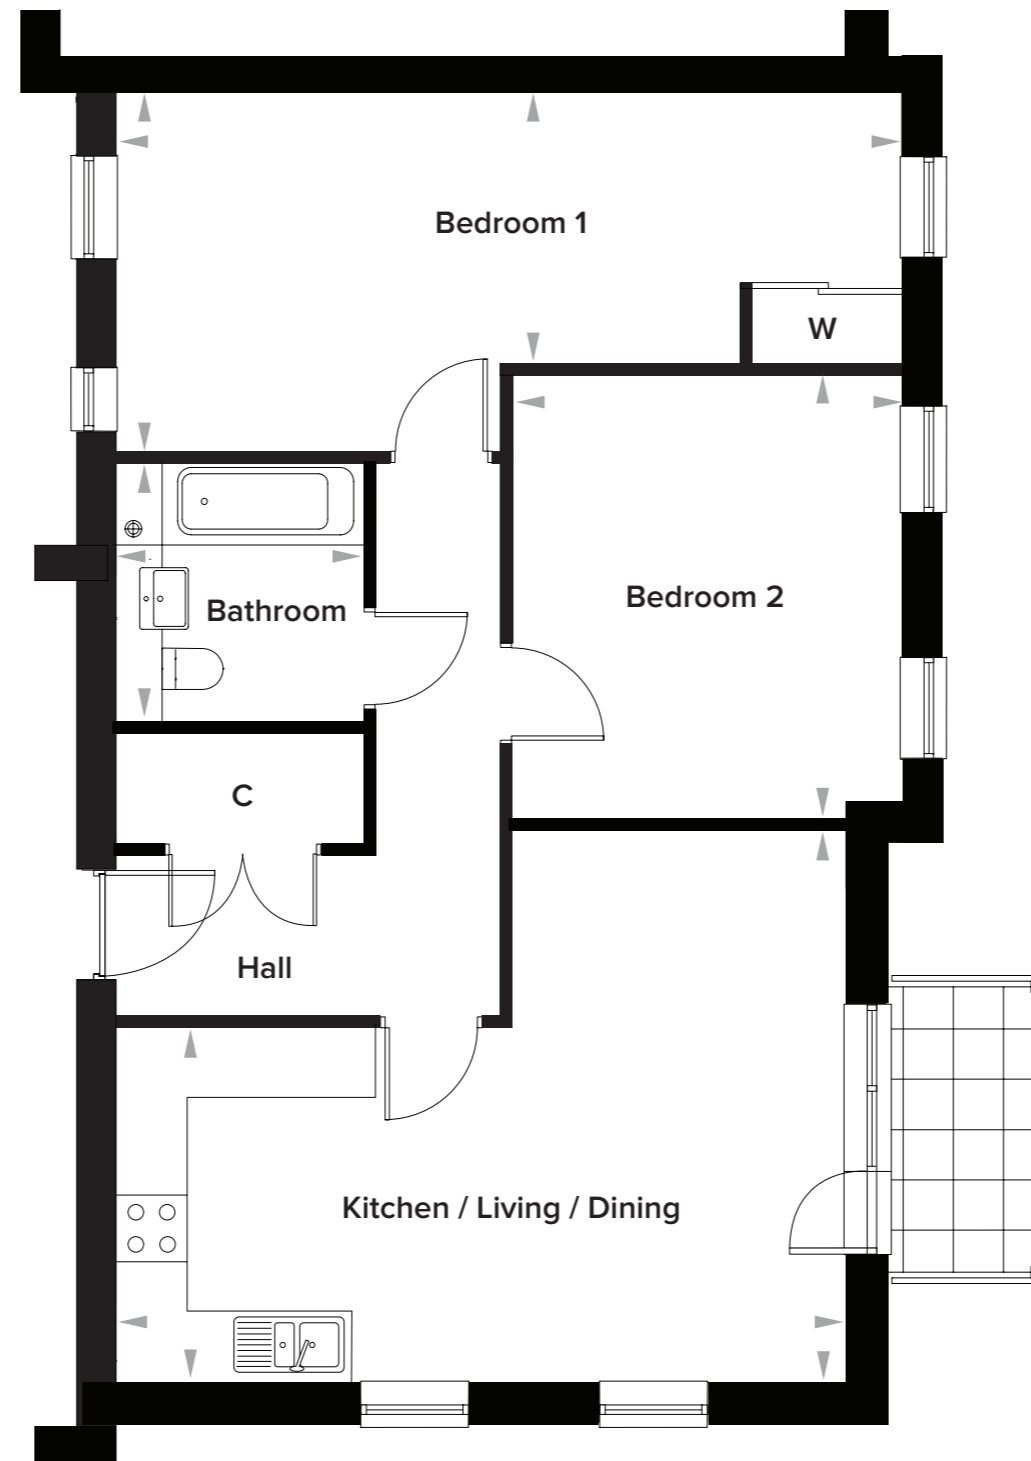 Bedroom 1
W
Bedroom 2
Bathroom
C
Hall
Kitchen / Living / Dining